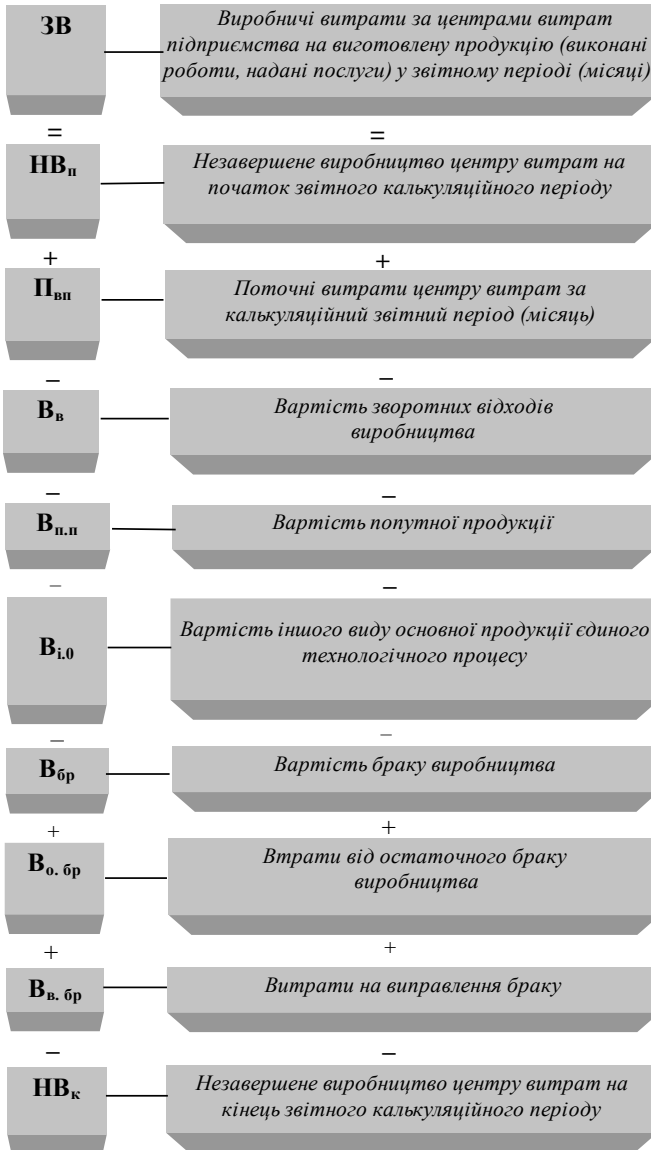 ЗВ
Виробничі витрати за центрами витрат
підприємства на виготовлену продукцію (виконані
роботи, надані послуги) у звітному періоді (місяці)
= =
НВп
Незавершене виробництво центру витрат на
початок звітного калькуляційного періоду
+ +
Пвп
Поточні витрати центру витрат за
калькуляційний звітний період (місяць)
– –
Вв
Вартість зворотних відходів
виробництва
– –
Вп.п
Вартість попутної продукції
– –
Ві.0
Вартість іншого виду основної продукції єдиного
технологічного процесу
– –
Вбр
Вартість браку виробництва
+ +
Во. бр
Втрати від остаточного браку
виробництва
+ +
Вв. бр
Витрати на виправлення браку
– –
НВк
Незавершене виробництво центру витрат на
кінець звітного калькуляційного періоду